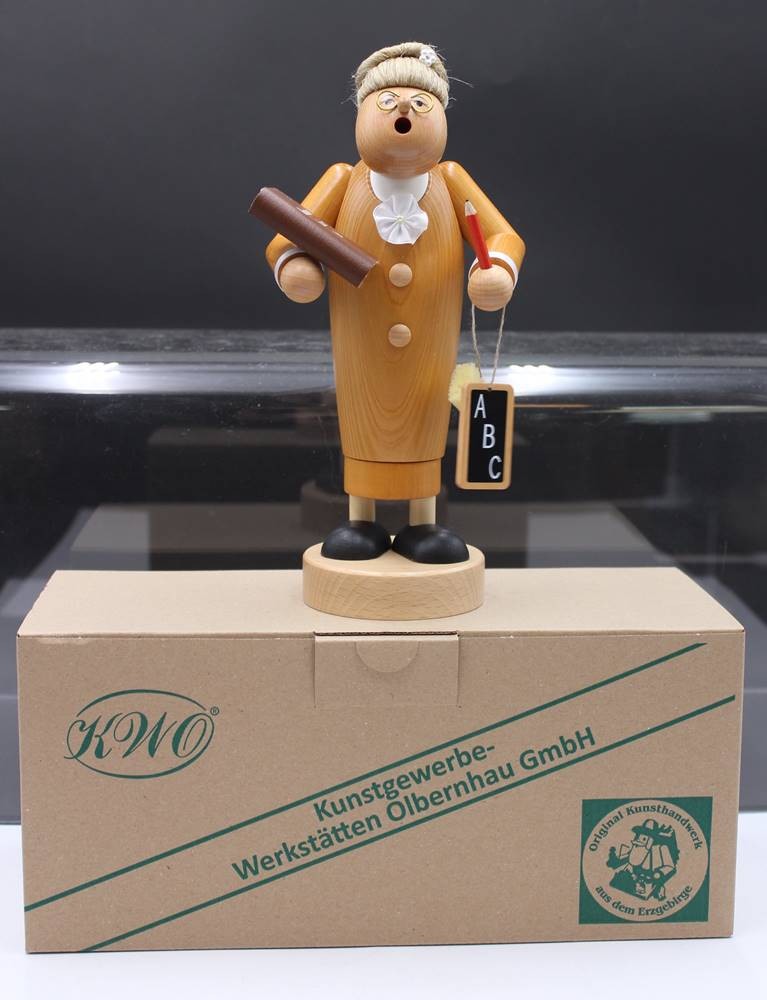 A
B
C
KWO®
Kunstgewerbe-
Werkstätten Olbernhau GmbH
Original Kunsthandwerk
aus dem Erzgebirge